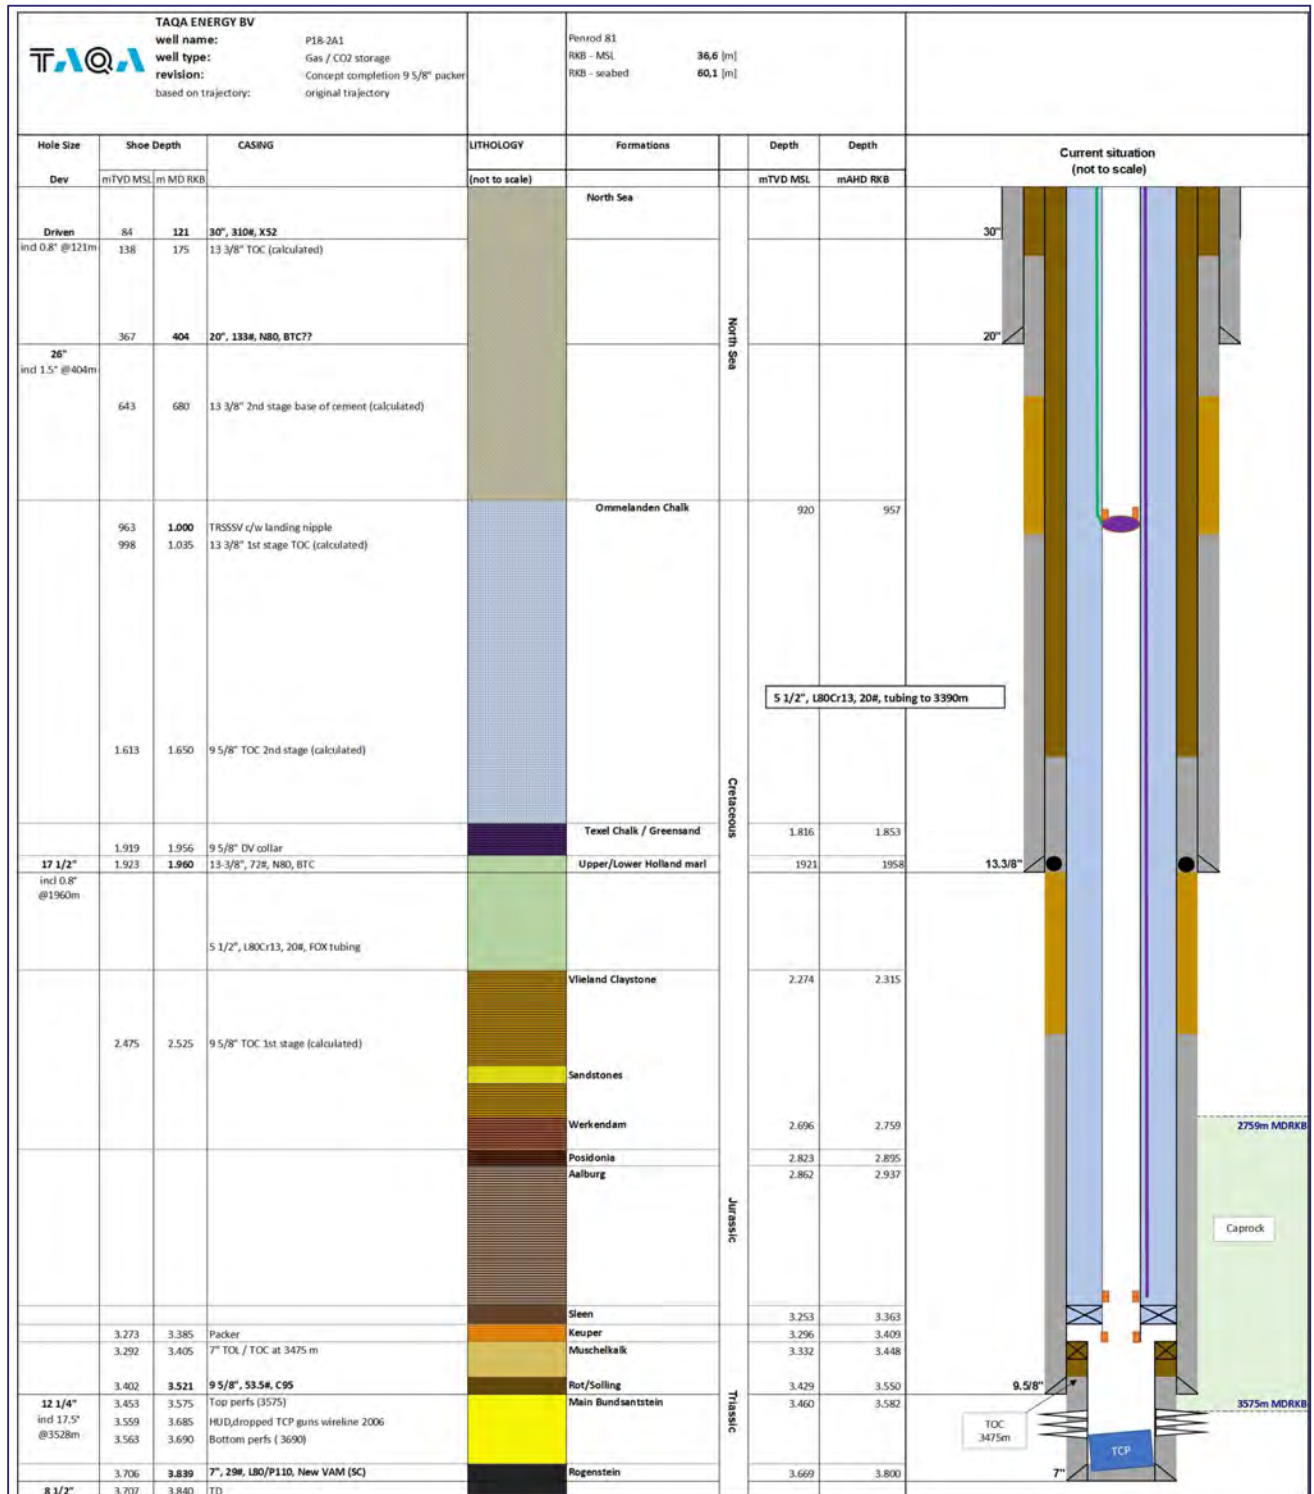 TAQA
TAQA ENERGY BV
well name: P18-2A1
well type: Gas / CO2 storage
revision: Concept completion 9 5/8" packer
based on trajectory: original trajectory
Penrod 81
RKB - MSL 36,6 [m]
RKB - seabed 60,1 [m]
Hole Size Shoe Depth CASING LITHOLOGY Formations Depth Depth Current situation
(not to scale)
Dev mTVD MSL m MD RKB (not to scale) mTVD MSL mAHD RKB
North Sea
Driven 84 121 30", 310#, X52 30"
incl 0.8° @121m 138 175 13 3/8" TOC (calculated)
North Sea
367 404 20", 133#, N80, BTC?? 20"
26"
incl 1.5° @404m
643 680 13 3/8" 2nd stage base of cement (calculated)
Ommelanden Chalk 920 957
963 1.000 TRSSSV c/w landing nipple
998 1.035 13 3/8" 1st stage TOC (calculated)
5 1/2", L80Cr13, 20#, tubing to 3390m
1.613 1.650 9 5/8" TOC 2nd stage (calculated)
Cretaceous
Texel Chalk / Greensand 1.816 1.853
1.919 1.956 9 5/8" DV collar
17 1/2" 1.923 1.960 13-3/8", 72#, N80, BTC Upper/Lower Holland marl 1921 1958 13.3/8"
incl 0.8°
@1960m
5 1/2", L80Cr13, 20#, FOX tubing
Vlieland Claystone 2.274 2.315
2.475 2.525 9 5/8" TOC 1st stage (calculated)
Sandstones
Werkendam 2.696 2.759 2759m MDRKB
Posidonia 2.823 2.895
Aalburg 2.862 2.937
Jurassic
Caprock
Sleen 3.253 3.363
3.273 3.385 Packer Keuper 3.296 3.409
3.292 3.405 7" TOL / TOC at 3475 m Muschelkalk 3.332 3.448
3.402 3.521 9 5/8", 53.5#, C95 Rot/Solling 3.429 3.550 9.5/8"
12 1/4" 3.453 3.575 Top perfs (3575) Main Bundsantstein 3.460 3.582 3575m MDRKB
Triassic
incl 17.5° 3.559 3.685 HUD,dropped TCP guns wireline 2006
@3528m 3.563 3.690 Bottom perfs ( 3690)
TOC
3475m
TCP
3.706 3.839 7", 29#, L80/P110, New VAM (SC) Rogenstein 3.669 3.800 7"
8 1/2" 3.707 3.840 TD